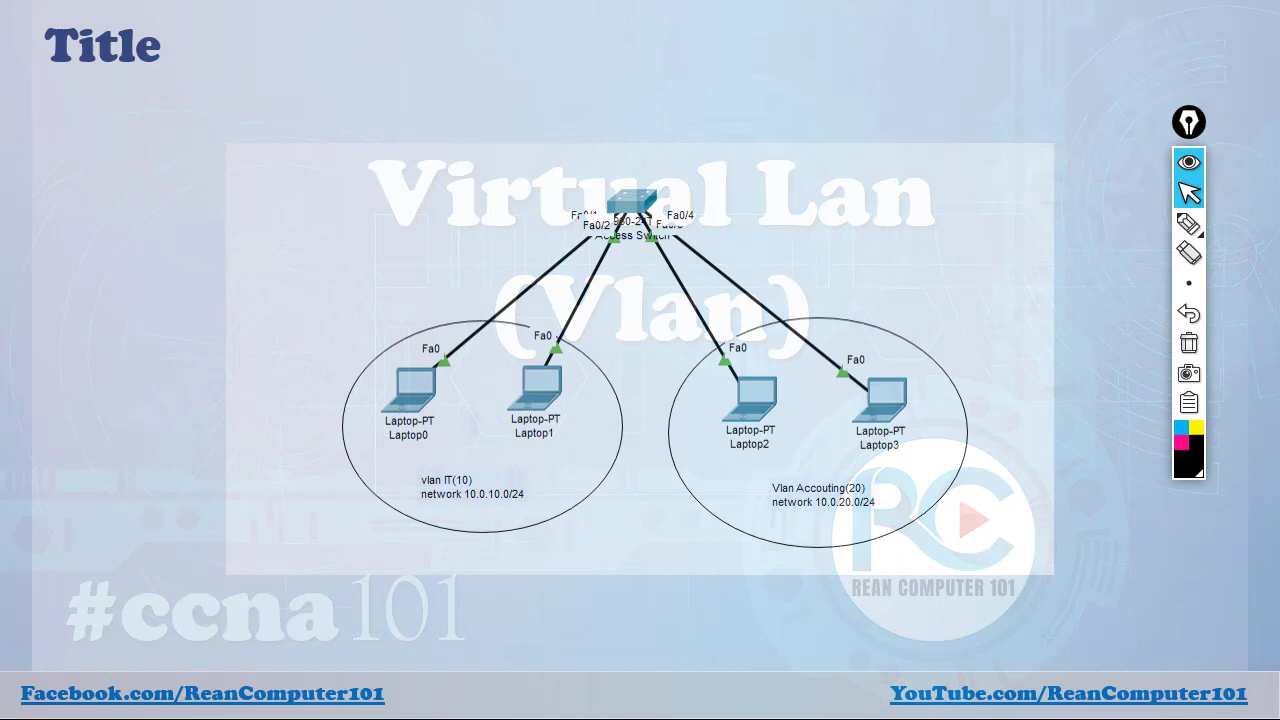 Title
Virtual Lan
(Vlan)
Fa0/4
Fa0/2
Access Switch
Fa0
Fa0
Fa0
Fa0
Laptop-PT
Laptop0
Laptop-PT
Laptop1
Laptop-PT
Laptop2
Laptop-PT
Laptop3
vlan IT(10)
network 10.0.10.0/24
Vlan Accouting(20)
network 10.0.20.0/24
RC
REAN COMPUTER 101
#ccna101
Facebook.com/ReanComputer101
YouTube.com/ReanComputer101